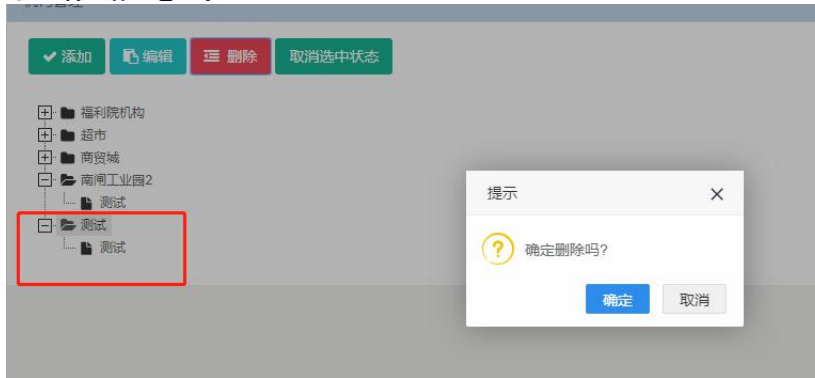 添加 编辑 删除 取消选中状态
福利院机构
超市
商贸城
南闸工业园2
测试
测试
测试
提示
确定删除吗?
确定 取消